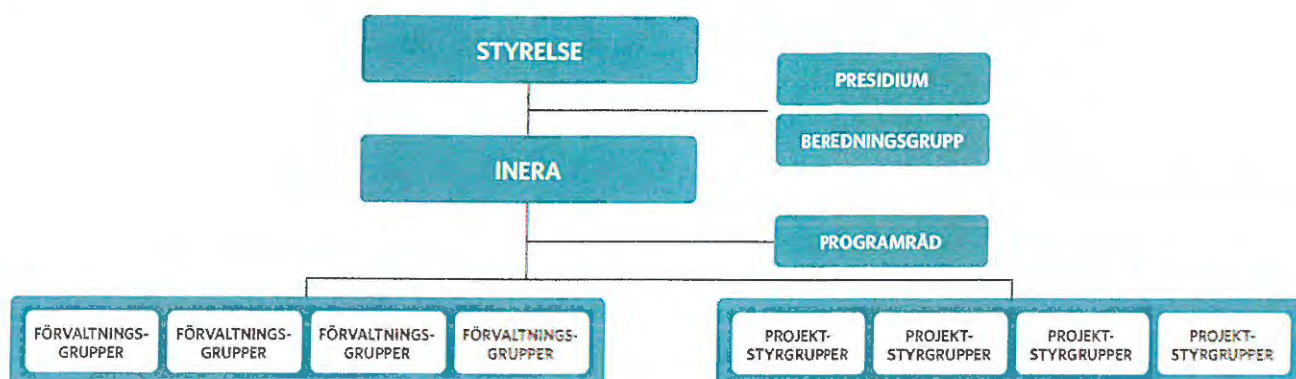 STYRELSE
PRESIDIUM
BEREDNINGSGRUPP
INERA
PROGRAMRÅD
FÖRVALTNINGS-
GRUPPER
FÖRVALTNINGS-
GRUPPER
FÖRVALTNINGS-
GRUPPER
FÖRVALTNINGS-
GRUPPER
PROJEKT-
STYRGRUPPER
PROJEKT-
STYRGRUPPER
PROJEKT-
STYRGRUPPER
PROJEKT-
STYRGRUPPER